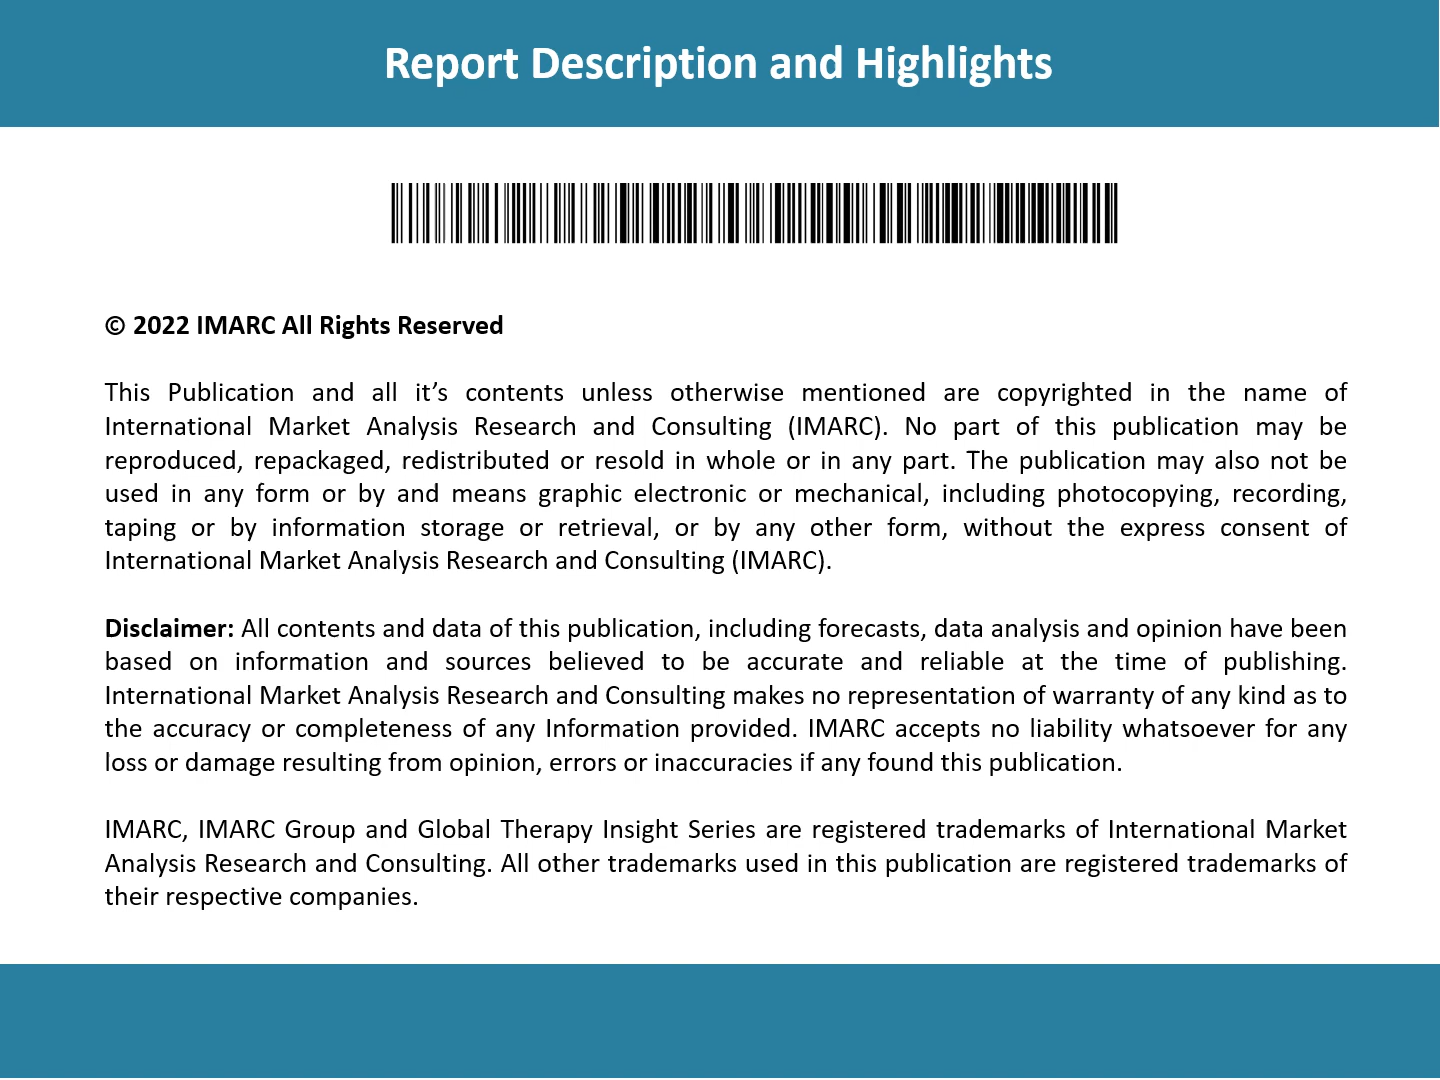 Report Description and Highlights
© 2022 IMARC All Rights Reserved
This Publication and all it’s contents unless otherwise mentioned are copyrighted in the name of
International Market Analysis Research and Consulting (IMARC). No part of this publication may be
reproduced, repackaged, redistributed or resold in whole or in any part. The publication may also not be
used in any form or by and means graphic electronic or mechanical, including photocopying, recording,
taping or by information storage or retrieval, or by any other form, without the express consent of
International Market Analysis Research and Consulting (IMARC).
Disclaimer: All contents and data of this publication, including forecasts, data analysis and opinion have been
based on information and sources believed to be accurate and reliable at the time of publishing.
International Market Analysis Research and Consulting makes no representation of warranty of any kind as to
the accuracy or completeness of any Information provided. IMARC accepts no liability whatsoever for any
loss or damage resulting from opinion, errors or inaccuracies if any found this publication.
IMARC, IMARC Group and Global Therapy Insight Series are registered trademarks of International Market
Analysis Research and Consulting. All other trademarks used in this publication are registered trademarks of
their respective companies.